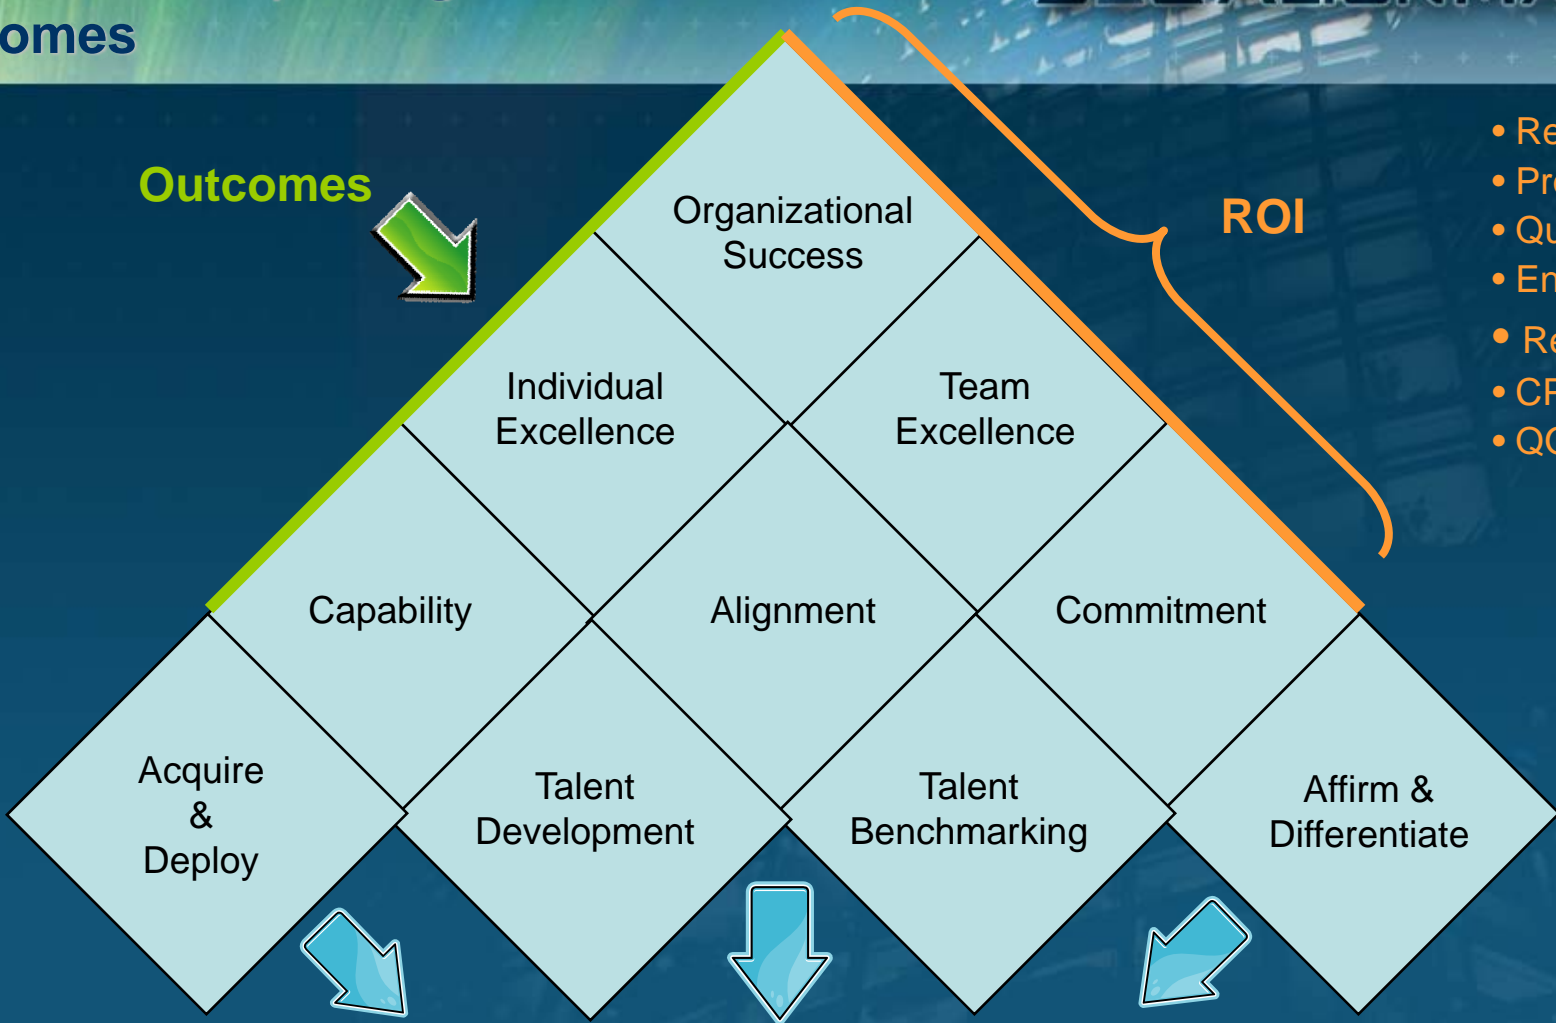 omes
Outcomes
ROI
Organizational
Success
Individual
Excellence
Team
Excellence
Capability
Alignment
Commitment
Acquire
&
Deploy
Talent
Development
Talent
Benchmarking
Affirm &
Differentiate